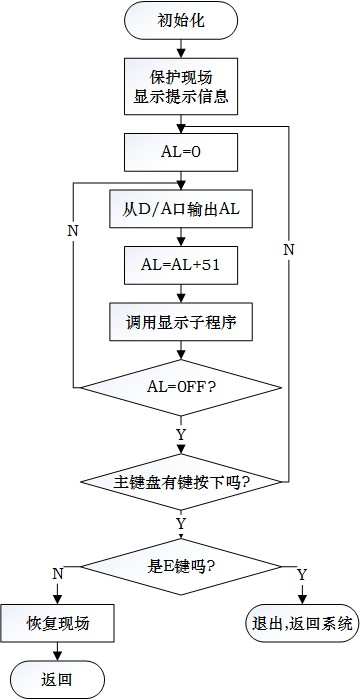 初始化
保护现场
显示提示信息
AL=0
从D/A口输出AL
N
N
AL=AL+51
调用显示子程序
AL=0FF?
Y
主键盘有键按下吗?
Y
是E键吗?
N
Y
恢复现场
退出,返回系统
返回